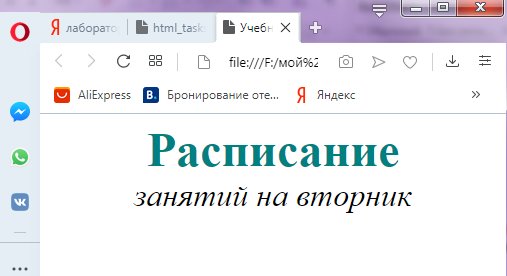 лаборато
html_task
Учебн
file:///F:/мой%2
AliExpress
B. Бронирование оте...
Я Яндекс
»
Расписание
занятий на вторник